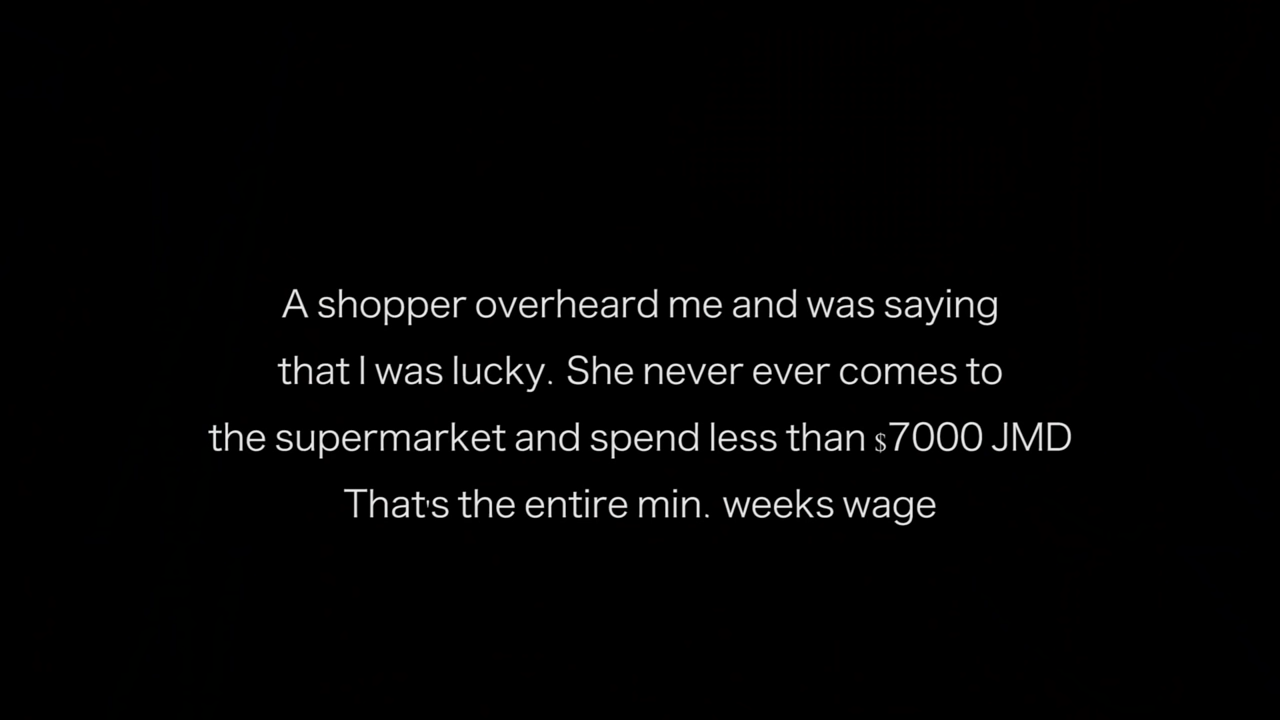 A shopper overheard me and was saying
that I was lucky. She never ever comes to
the supermarket and spend less than $7000 JMD
That's the entire min. weeks wage